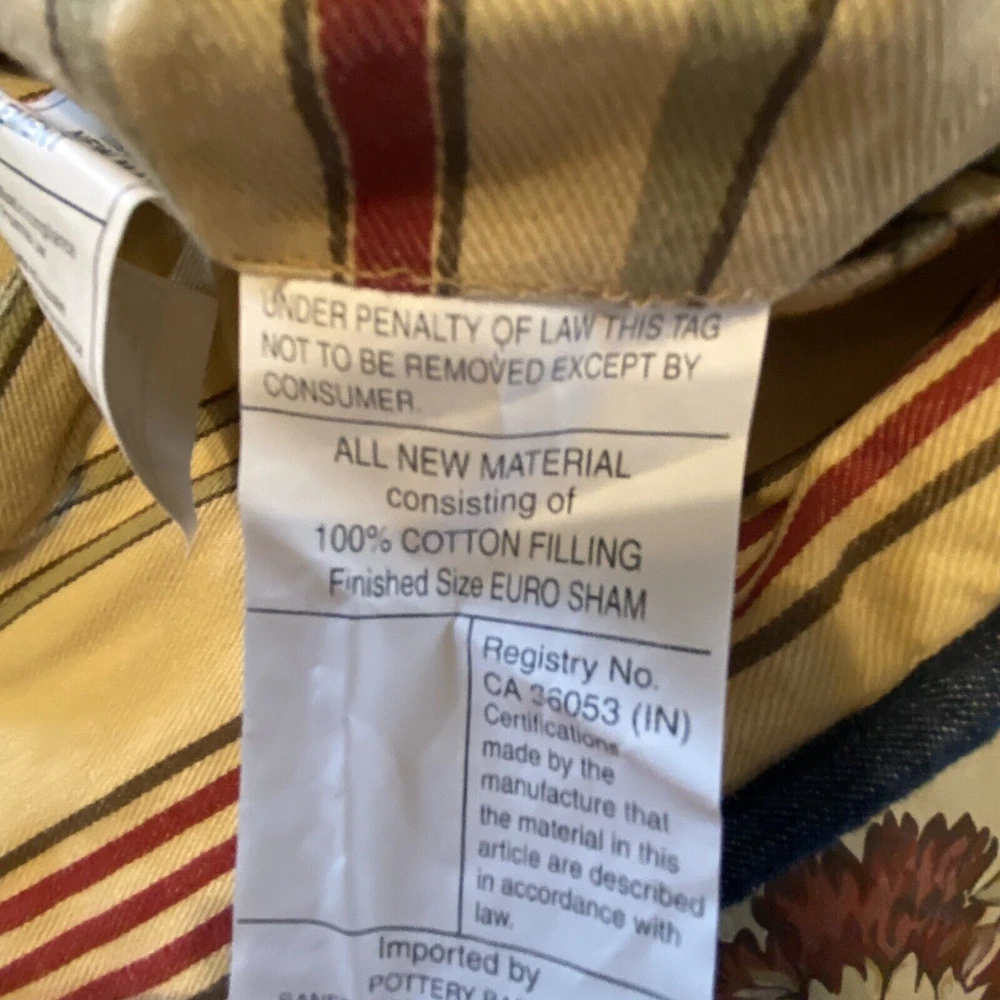 UNDER PENALTY OF LAW THIS TAG
NOT TO BE REMOVED EXCEPT BY
CONSUMER.
ALL NEW MATERIAL
consisting of
100% COTTON FILLING
Finished Size EURO SHAM
Registry No.
CA 36053 (IN)
Certifications
made by the
manufacture that
the material in this
article are described
in accordance with
law.
Imported by
POTTERY